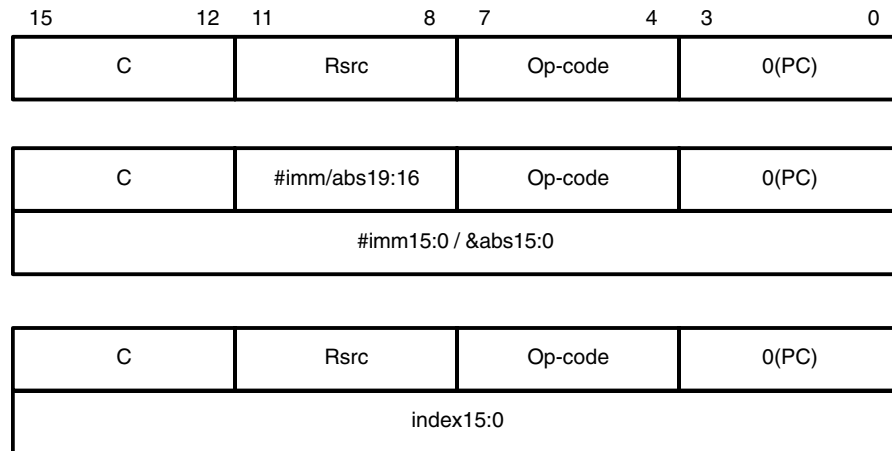 15 12 11 8 7 4 3 0
C Rsrc Op-code 0(PC)
C #imm/abs19:16 Op-code 0(PC)
#imm15:0 / &abs15:0
C Rsrc Op-code 0(PC)
index15:0